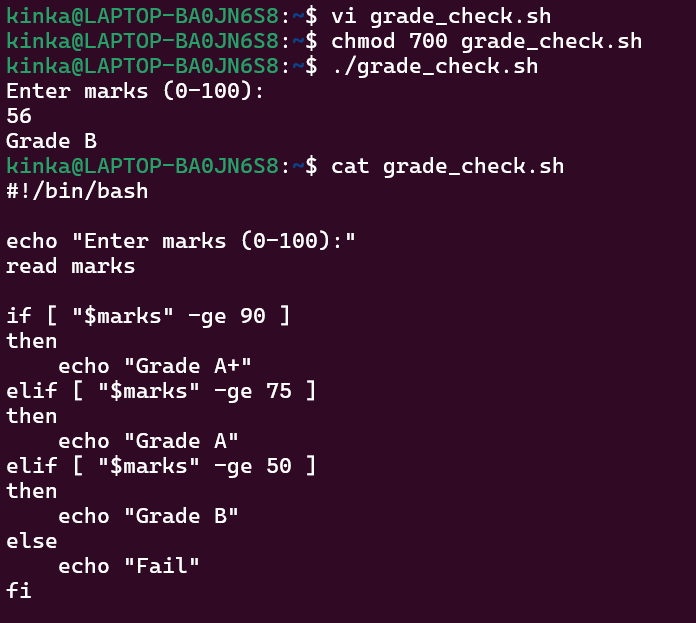 kinka@LAPTOP-BA0JN6S8:~$ vi grade_check.sh
kinka@LAPTOP-BA0JN6S8:~$ chmod 700 grade_check.sh
kinka@LAPTOP-BA0JN6S8:~$ ./grade_check.sh
Enter marks (0-100):
56
Grade B
kinka@LAPTOP-BA0JN6S8:~$ cat grade_check.sh
#!/bin/bash

echo "Enter marks (0-100):"
read marks

if [ "$marks" -ge 90 ]
then
    echo "Grade A+"
elif [ "$marks" -ge 75 ]
then
    echo "Grade A"
elif [ "$marks" -ge 50 ]
then
    echo "Grade B"
else
    echo "Fail"
fi